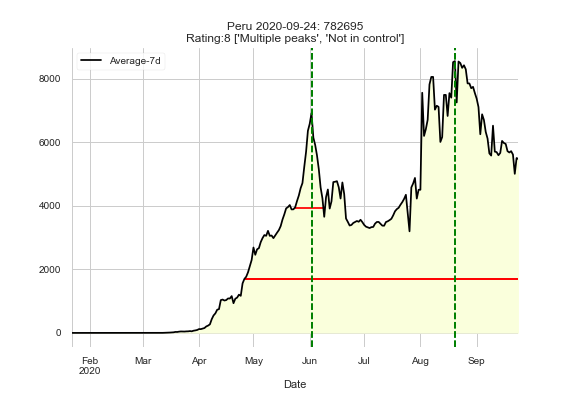 Peru 2020-09-24: 782695
Rating:8 ['Multiple peaks', 'Not in control']
Average-7d
8000
6000
4000
2000
0
Feb Mar Apr May Jun Jul Aug Sep
2020
Date